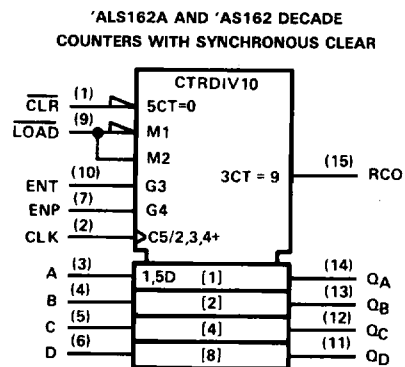 'ALS162A AND 'AS162 DECADE
COUNTERS WITH SYNCHRONOUS CLEAR
CTRDIV10
CLR (1) 5CT=0
LOAD (9) M1
M2
3CT = 9 (15) RCO
ENT (10) G3
ENP (7) G4
CLK (2) C5/2,3,4+
A (3) 1,5D [1] (14) QA
B (4) [2] (13) QB
C (5) [4] (12) QC
D (6) [8] (11) QD